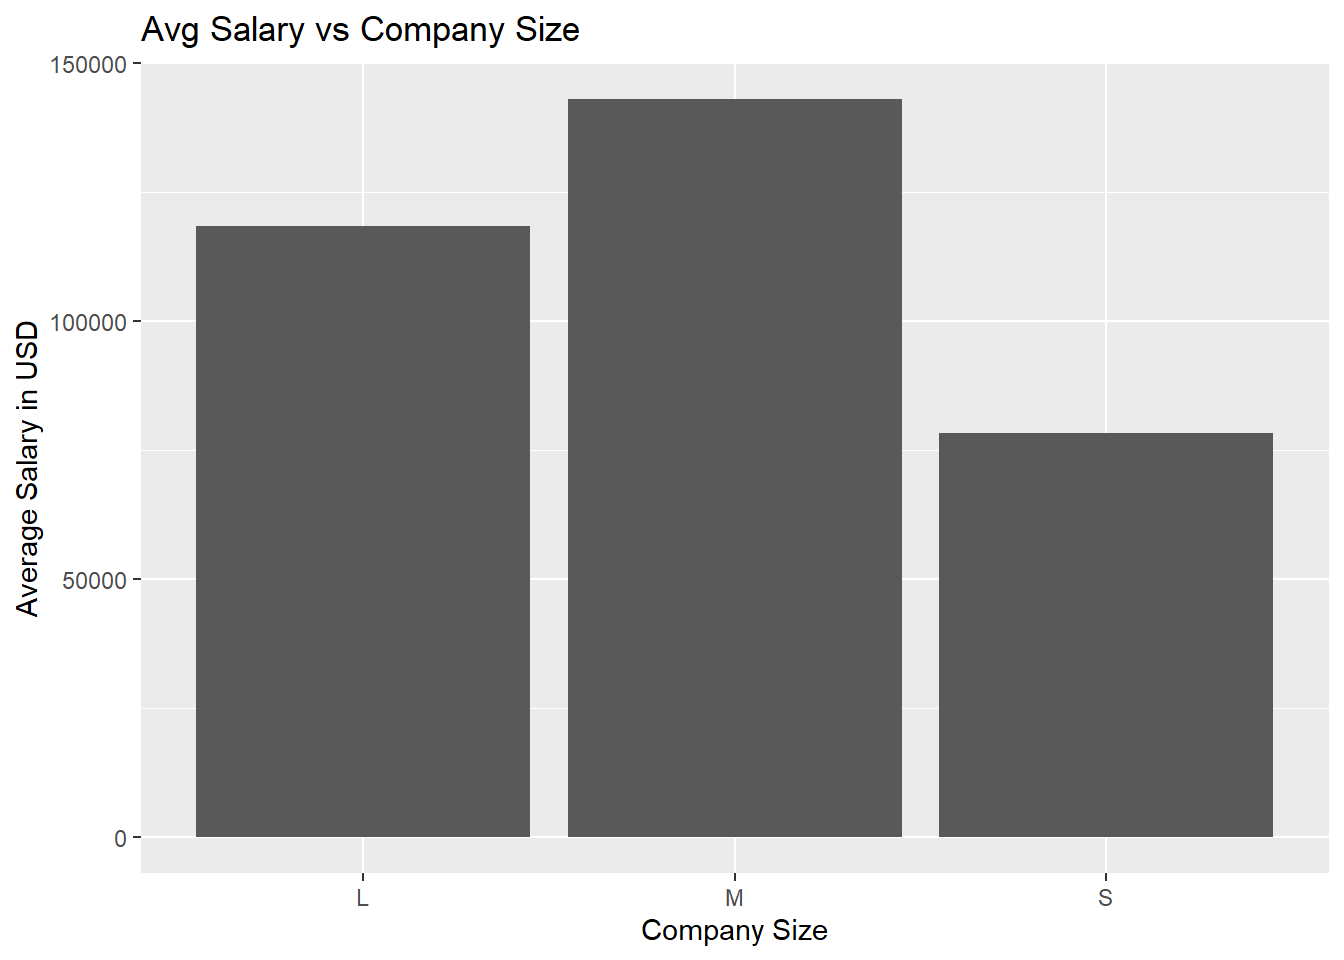 Avg Salary vs Company Size
150000
100000
50000
0
Average Salary in USD
L
M
S
Company Size